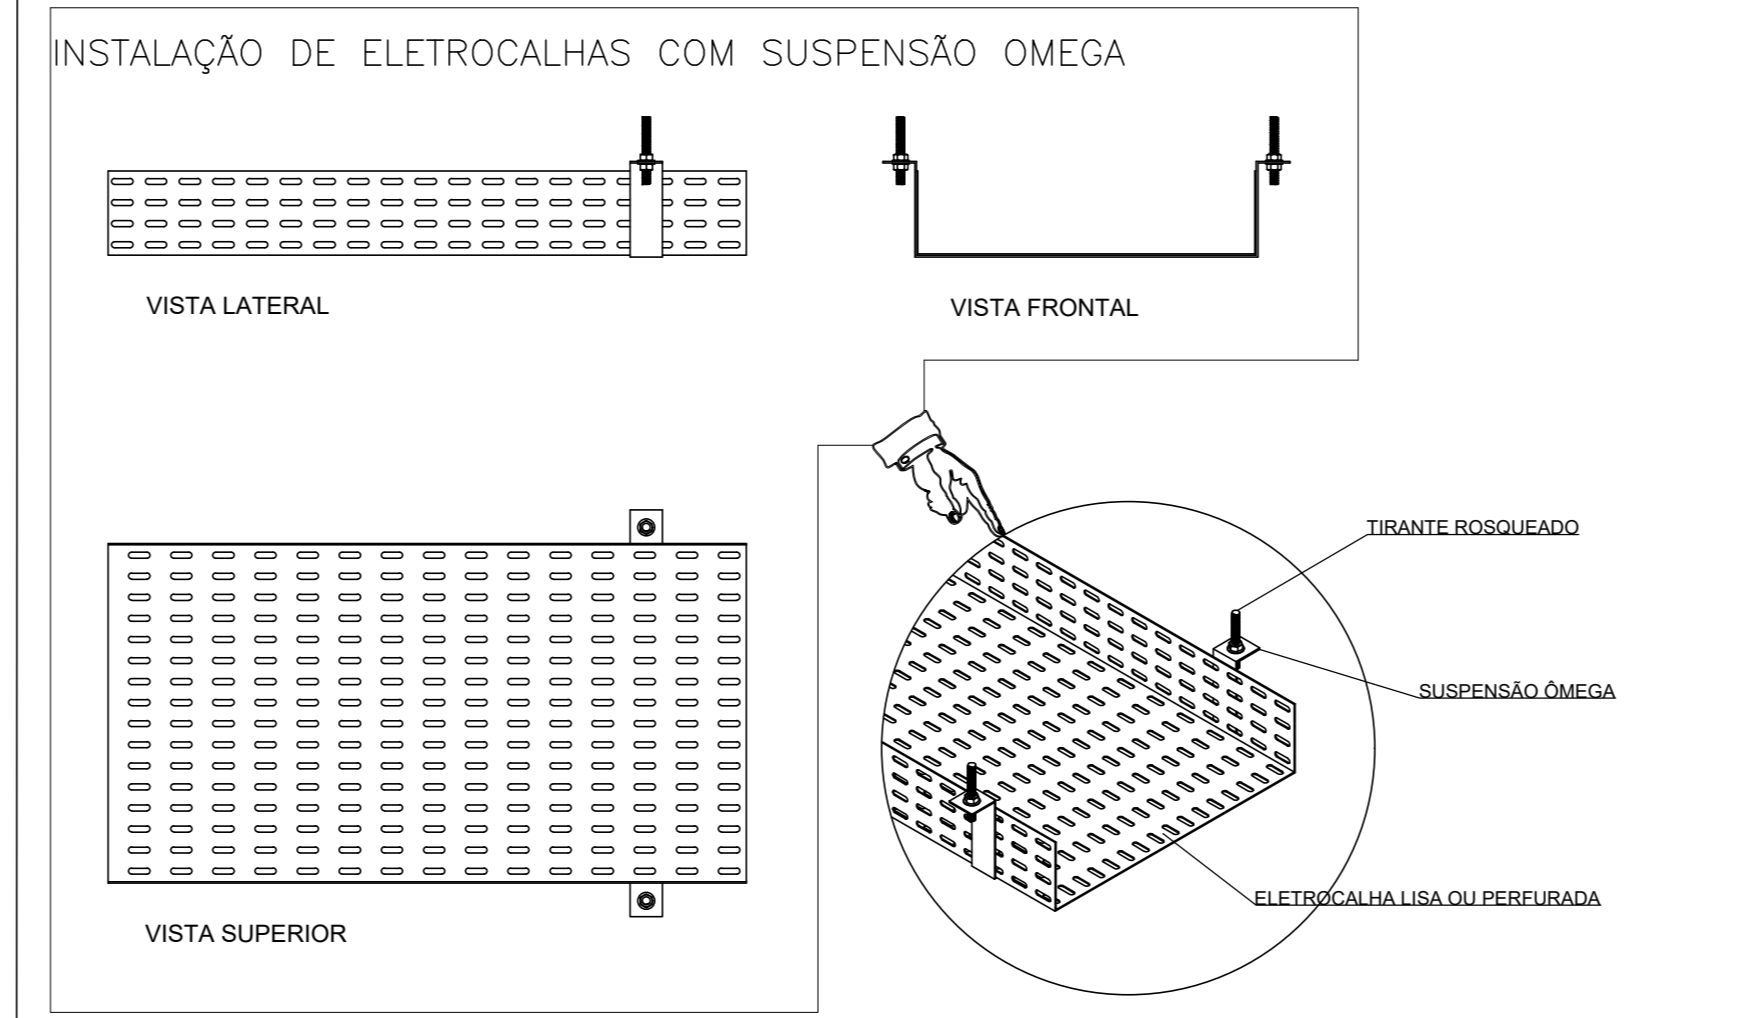 INSTALAÇÃO DE ELETROCALHAS COM SUSPENSÃO OMEGA
VISTA LATERAL
VISTA FRONTAL
TIRANTE ROSQUEADO
SUSPENSÃO ÔMEGA
ELETROCALHA LISA OU PERFURADA
VISTA SUPERIOR